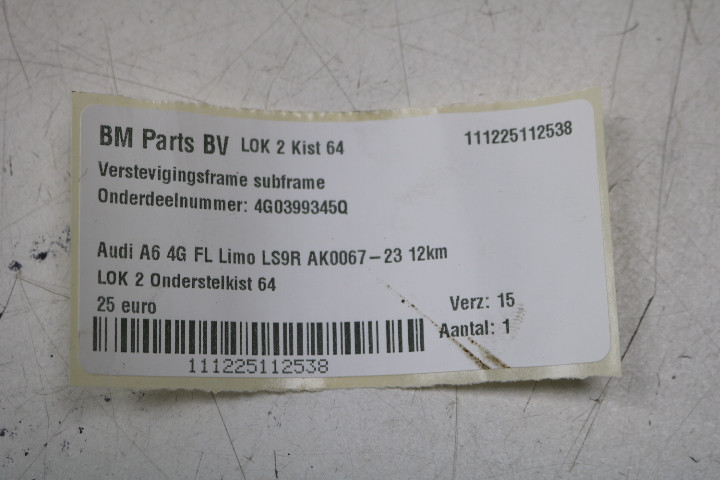 BM Parts BV LOK 2 Kist 64 111225112538
Verstevigingsframe subframe
Onderdeelnummer: 4G0399345Q
Audi A6 4G FL Limo LS9R AK0067-23 12km
LOK 2 Onderstelkist 64
25 euro Verz: 15
Aantal: 1
111225112538